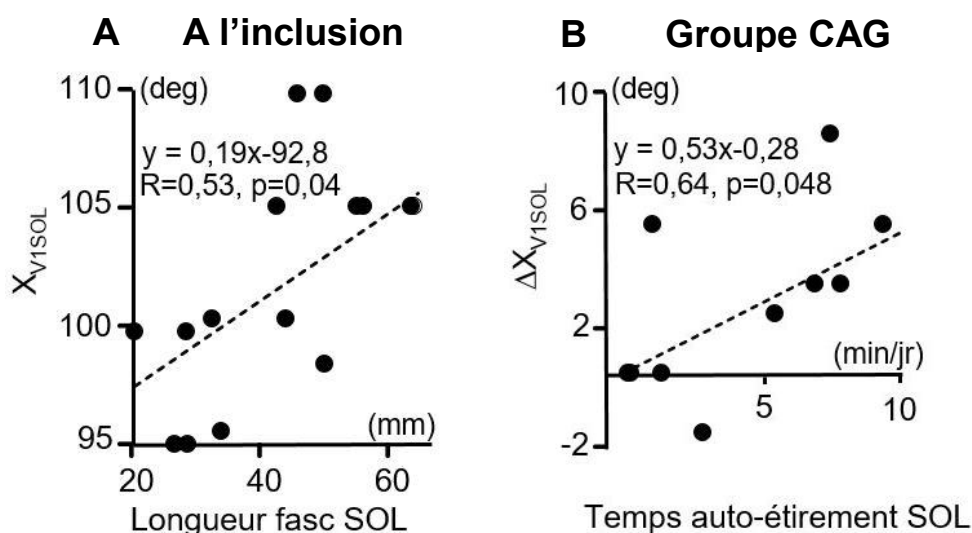 A A l’inclusion
110 (deg)
y = 0,19x-92,8
R=0,53, p=0,04
105
X_V1SOL
100
(mm)
95
20 40 60
Longueur fasc SOL
B Groupe CAG
10 (deg)
y = 0,53x-0,28
R=0,64, p=0,048
6
ΔX_V1SOL
2
(min/jr)
5 10
-2
Temps auto-étirement SOL